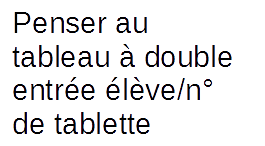 Penser au
tableau à double
entrée élève/n°
de tablette